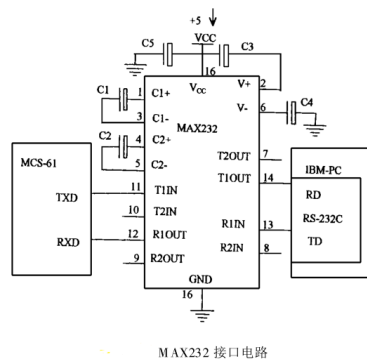 +5
VCC
C5
C3
16
Vcc
V+
2
C1
1
C1+
V-
6
C4
3
C1-
MAX232
C2
4
C2+
5
C2-
T2OUT
7
MCS-61
T1OUT
14
IBM-PC
TXD
11
T1IN
RD
10
T2IN
R1IN
13
RS-232C
RXD
12
R1OUT
TD
9
R2OUT
R2IN
8
GND
16
MAX232 接口电路